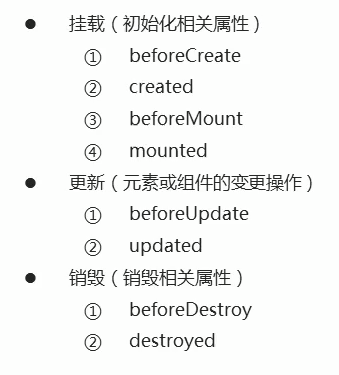 ● 挂载（初始化相关属性）
① beforeCreate
② created
③ beforeMount
④ mounted
● 更新（元素或组件的变更操作）
① beforeUpdate
② updated
● 销毁（销毁相关属性）
① beforeDestroy
② destroyed